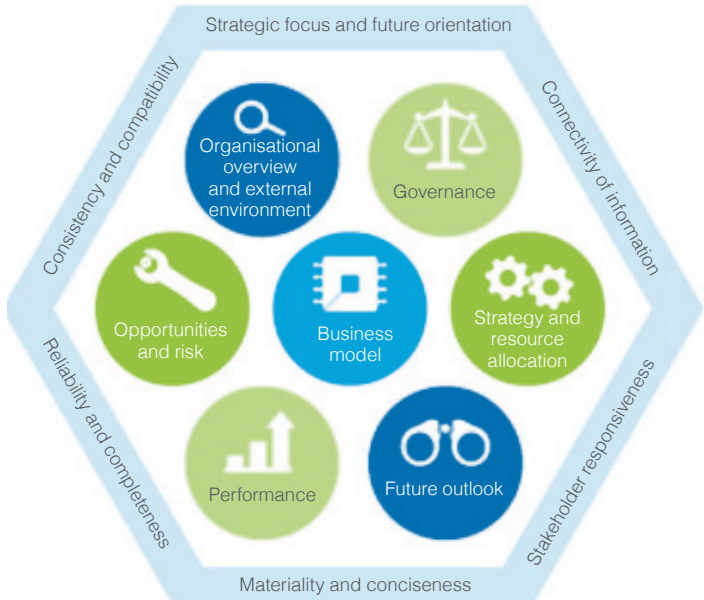 Strategic focus and future orientation
Consistency and compatibility
Connectivity of information
Organisational
overview
and external
environment
Governance
Opportunities
and risk
Business
model
Strategy and
resource
allocation
Performance
Future outlook
Reliability and completeness
Stakeholder responsiveness
Materiality and conciseness